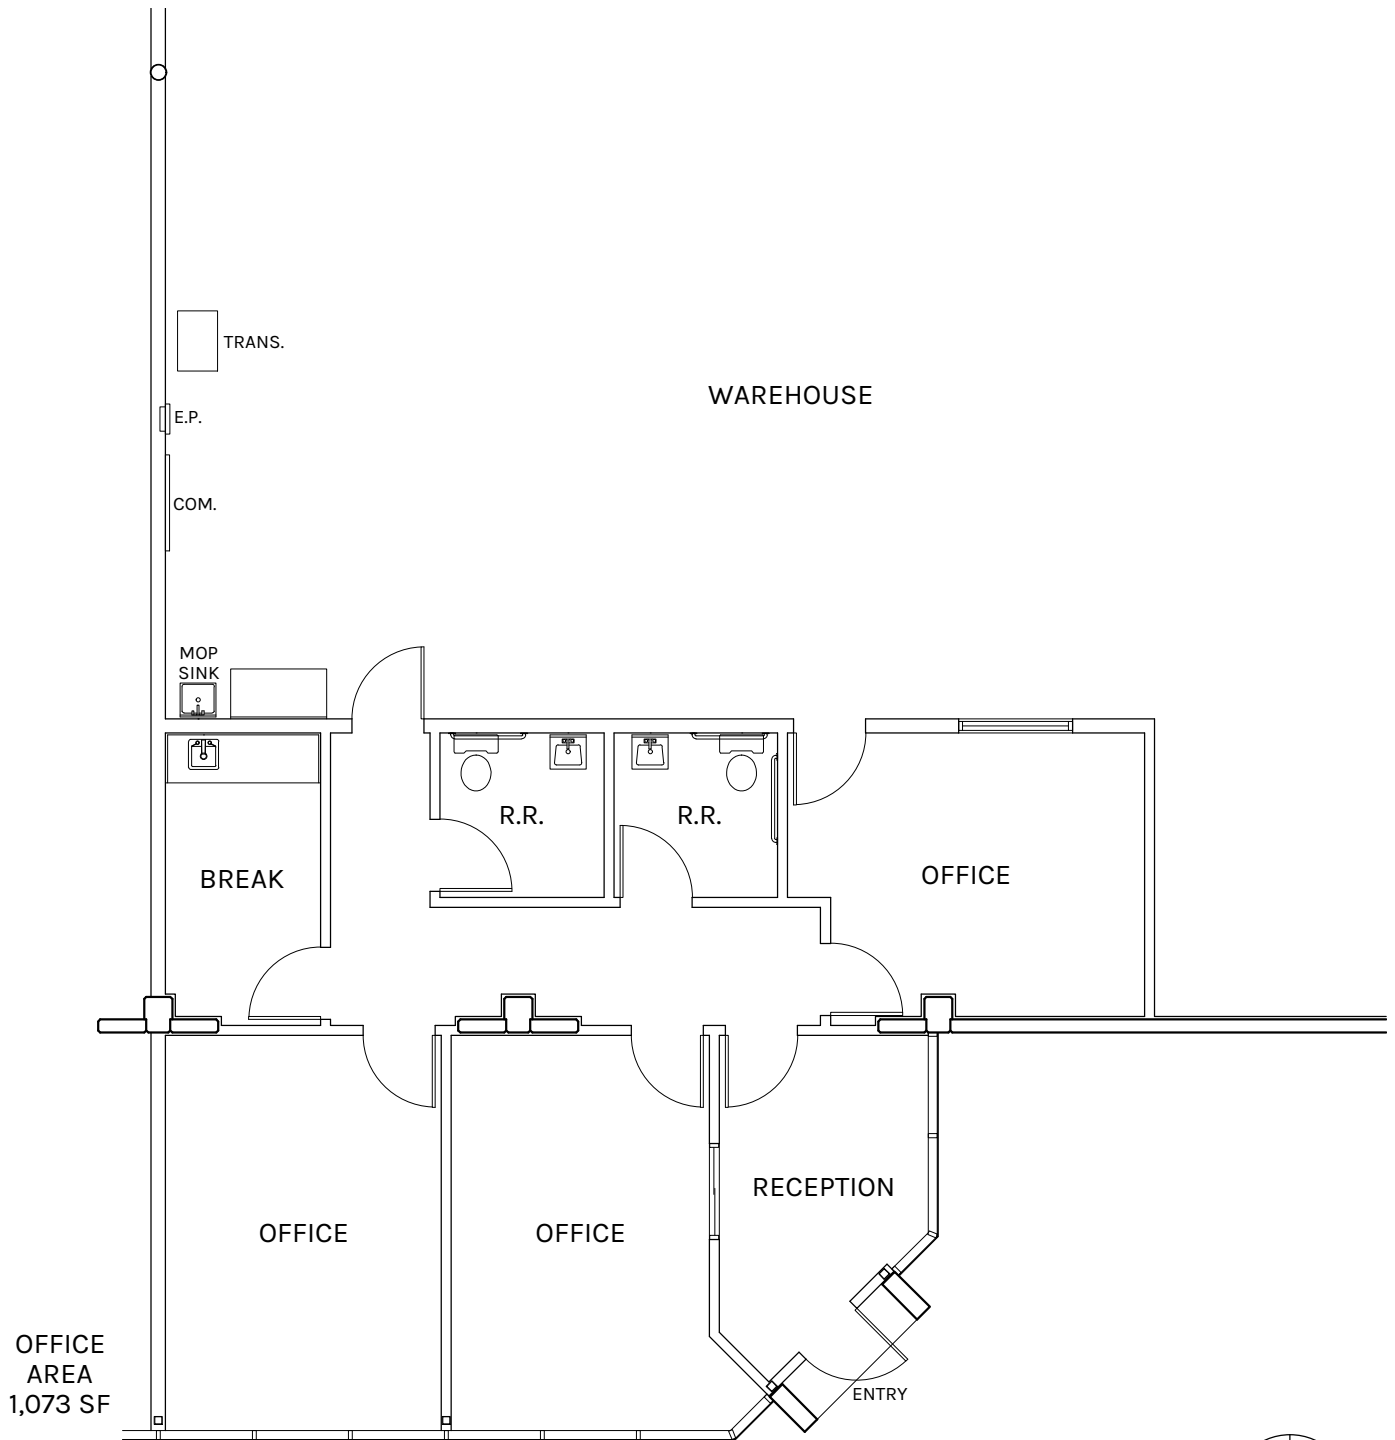 TRANS.
WAREHOUSE
E.P.
COM.
MOP
SINK
R.R.
R.R.
BREAK
OFFICE
RECEPTION
OFFICE
OFFICE
OFFICE
AREA
1,073 SF
ENTRY